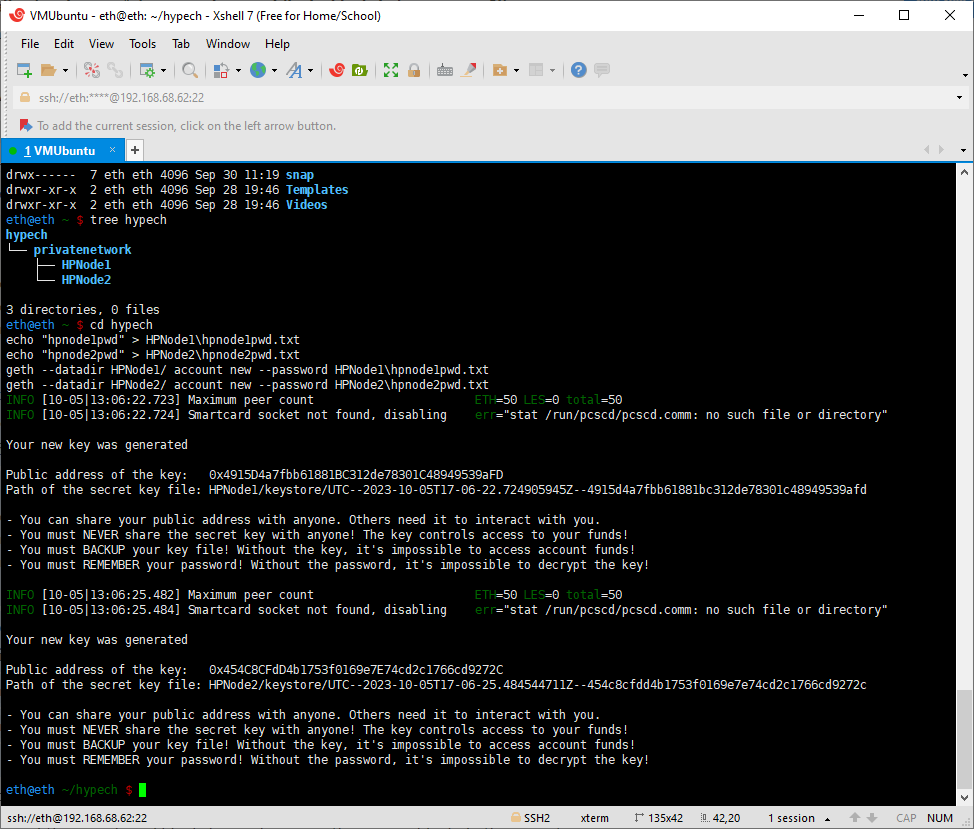 VMUbuntu - eth@eth: ~/hypech - Xshell 7 (Free for Home/School)
File Edit View Tools Tab Window Help
ssh://eth:****@192.168.68.62:22
To add the current session, click on the left arrow button.
1 VMUbuntu × +
drwx------  7 eth eth 4096 Sep 30 11:19 snap
drwxr-xr-x  2 eth eth 4096 Sep 28 19:46 Templates
drwxr-xr-x  2 eth eth 4096 Sep 28 19:46 Videos
eth@eth ~ $ tree hypech
hypech
└── privatenetwork
    ├── HPNode1
    └── HPNode2
3 directories, 0 files
eth@eth ~ $ cd hypech
echo "hpnode1pwd" > HPNode1\hpnode1pwd.txt
echo "hpnode2pwd" > HPNode2\hpnode2pwd.txt
geth --datadir HPNode1/ account new --password HPNode1\hpnode1pwd.txt
geth --datadir HPNode2/ account new --password HPNode2\hpnode2pwd.txt
INFO [10-05|13:06:22.723] Maximum peer count                       ETH=50 LES=0 total=50
INFO [10-05|13:06:22.724] Smartcard socket not found, disabling    err="stat /run/pcscd/pcscd.comm: no such file or directory"
Your new key was generated
Public address of the key:   0x4915D4a7fbb61881BC312de78301C48949539aFD
Path of the secret key file: HPNode1/keystore/UTC--2023-10-05T17-06-22.724905945Z--4915d4a7fbb61881bc312de78301c48949539afd
- You can share your public address with anyone. Others need it to interact with you.
- You must NEVER share the secret key with anyone! The key controls access to your funds!
- You must BACKUP your key file! Without the key, it's impossible to access account funds!
- You must REMEMBER your password! Without the password, it's impossible to decrypt the key!
INFO [10-05|13:06:25.482] Maximum peer count                       ETH=50 LES=0 total=50
INFO [10-05|13:06:25.484] Smartcard socket not found, disabling    err="stat /run/pcscd/pcscd.comm: no such file or directory"
Your new key was generated
Public address of the key:   0x454C8CFdD4b1753f0169e7E74cd2c1766cd9272C
Path of the secret key file: HPNode2/keystore/UTC--2023-10-05T17-06-25.484544711Z--454c8cfdd4b1753f0169e7e74cd2c1766cd9272c
- You can share your public address with anyone. Others need it to interact with you.
- You must NEVER share the secret key with anyone! The key controls access to your funds!
- You must BACKUP your key file! Without the key, it's impossible to access account funds!
- You must REMEMBER your password! Without the password, it's impossible to decrypt the key!
eth@eth ~/hypech $
ssh://eth@192.168.68.62:22 SSH2 xterm 135x42 42,20 1 session CAP NUM